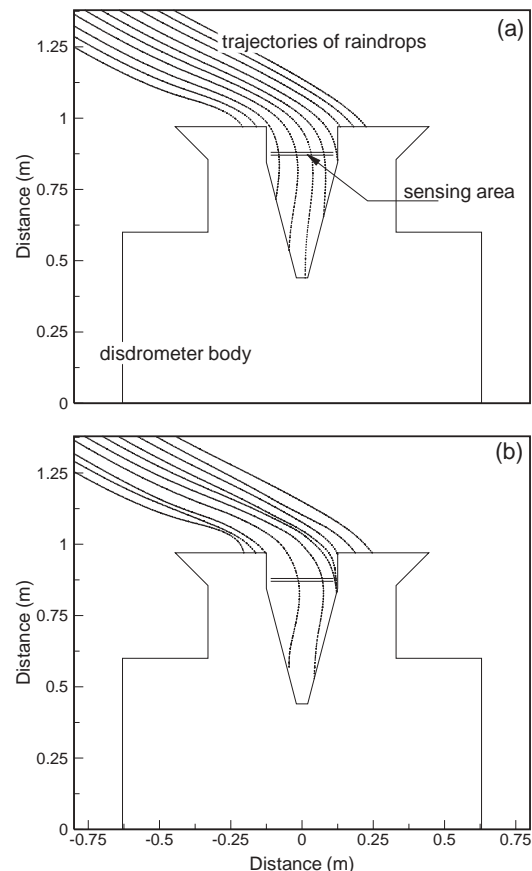 (a)
trajectories of raindrops
sensing area
disdrometer body
Distance (m)
1.25
1
0.75
0.5
0.25
0
(b)
Distance (m)
1.25
1
0.75
0.5
0.25
0
-0.75 -0.5 -0.25 0 0.25 0.5 0.75
Distance (m)